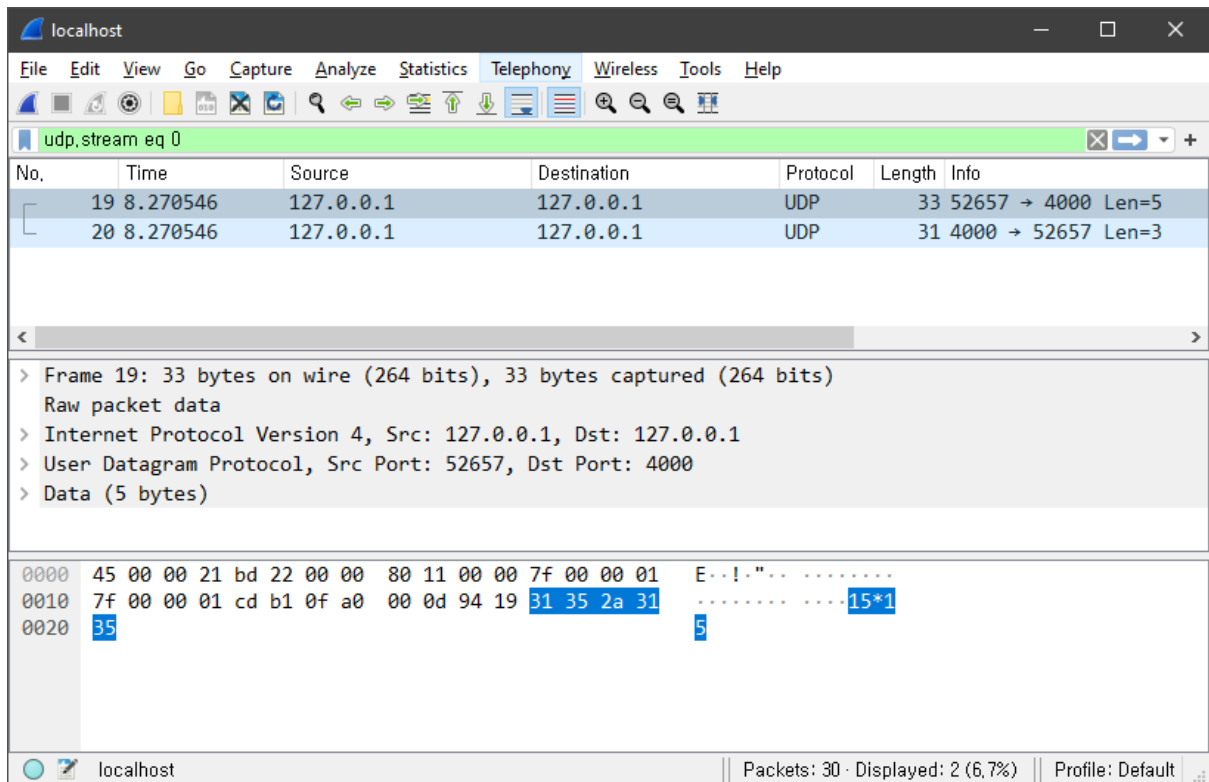 localhost
File Edit View Go Capture Analyze Statistics Telephony Wireless Tools Help
udp.stream eq 0
No. Time Source Destination Protocol Length Info
19 8.270546 127.0.0.1 127.0.0.1 UDP 33 52657 → 4000 Len=5
20 8.270546 127.0.0.1 127.0.0.1 UDP 31 4000 → 52657 Len=3
> Frame 19: 33 bytes on wire (264 bits), 33 bytes captured (264 bits)
Raw packet data
> Internet Protocol Version 4, Src: 127.0.0.1, Dst: 127.0.0.1
> User Datagram Protocol, Src Port: 52657, Dst Port: 4000
> Data (5 bytes)
0000 45 00 00 21 bd 22 00 00 80 11 00 00 7f 00 00 01 E··!·"·· ········
0010 7f 00 00 01 cd b1 0f a0 00 0d 94 19 31 35 2a 31 ········ ····15*1
0020 35 5
localhost Packets: 30 · Displayed: 2 (6.7%) Profile: Default